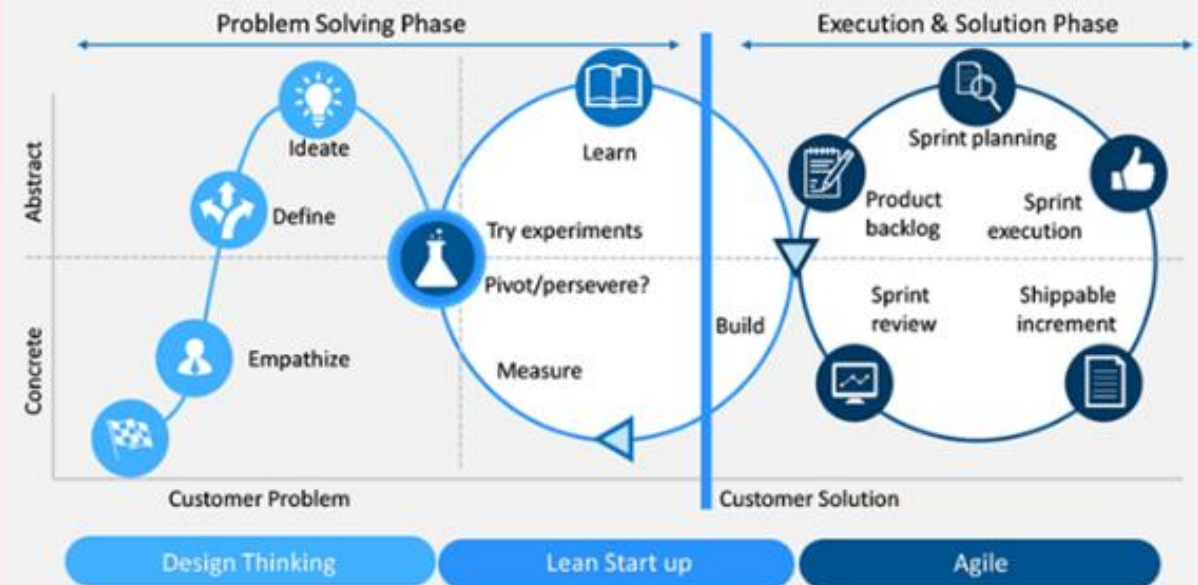 Problem Solving Phase
Execution & Solution Phase
Abstract
Concrete
Ideate
Define
Empathize
Learn
Try experiments
Pivot/persevere?
Measure
Build
Sprint planning
Product
backlog
Sprint
execution
Sprint
review
Shippable
increment
Customer Problem
Customer Solution
Design Thinking
Lean Start up
Agile